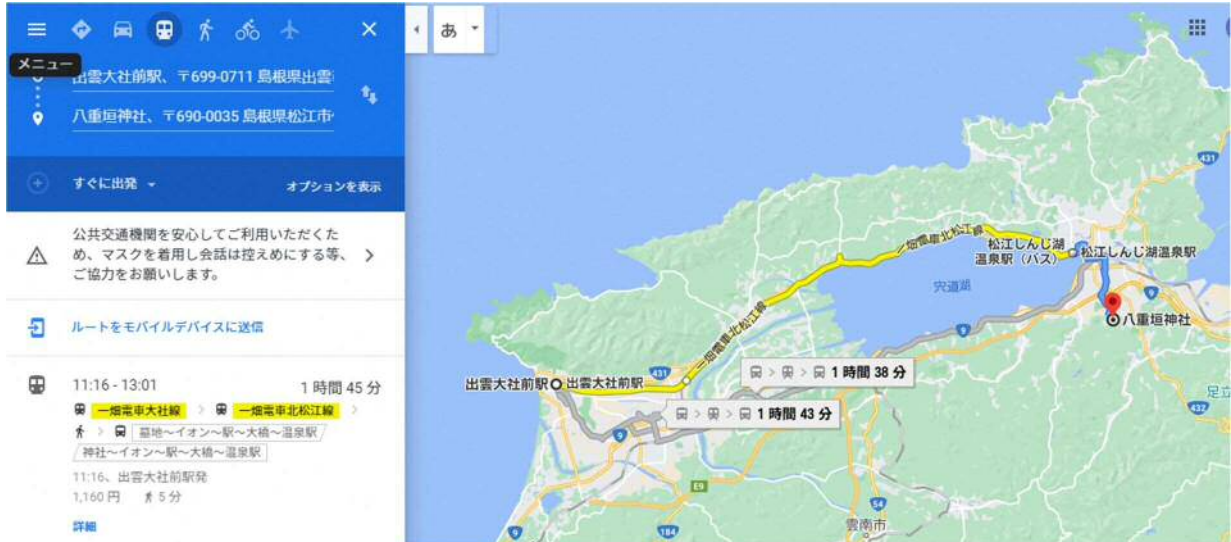 メニュー
出雲大社前駅、〒699-0711 島根県出雲
八重垣神社、〒690-0035 島根県松江市
すぐに出発
オプションを表示
公共交通機関を安心してご利用いただくた
め、マスクを着用し会話は控えめにする等、
ご協力をお願いします。
ルートをモバイルデバイスに送信
11:16 - 13:01
1 時間 45 分
一畑電車大社線 > 一畑電車北松江線 >
> 墓地～イオン～駅～大橋～温泉駅
神社～イオン～駅～大橋～温泉駅
11:16、出雲大社前駅発
1,160 円 5 分
詳細
あ
431
一畑電車北松江線
松江しんじ湖
温泉駅（バス）
松江しんじ湖温泉駅
宍道湖
9
9
八重垣神社
一畑電車北松江線
431
出雲大社前駅
出雲大社前駅
> > 1 時間 38 分
> > 1 時間 43 分
足立
432
9
E9
54
雲南市
9
184